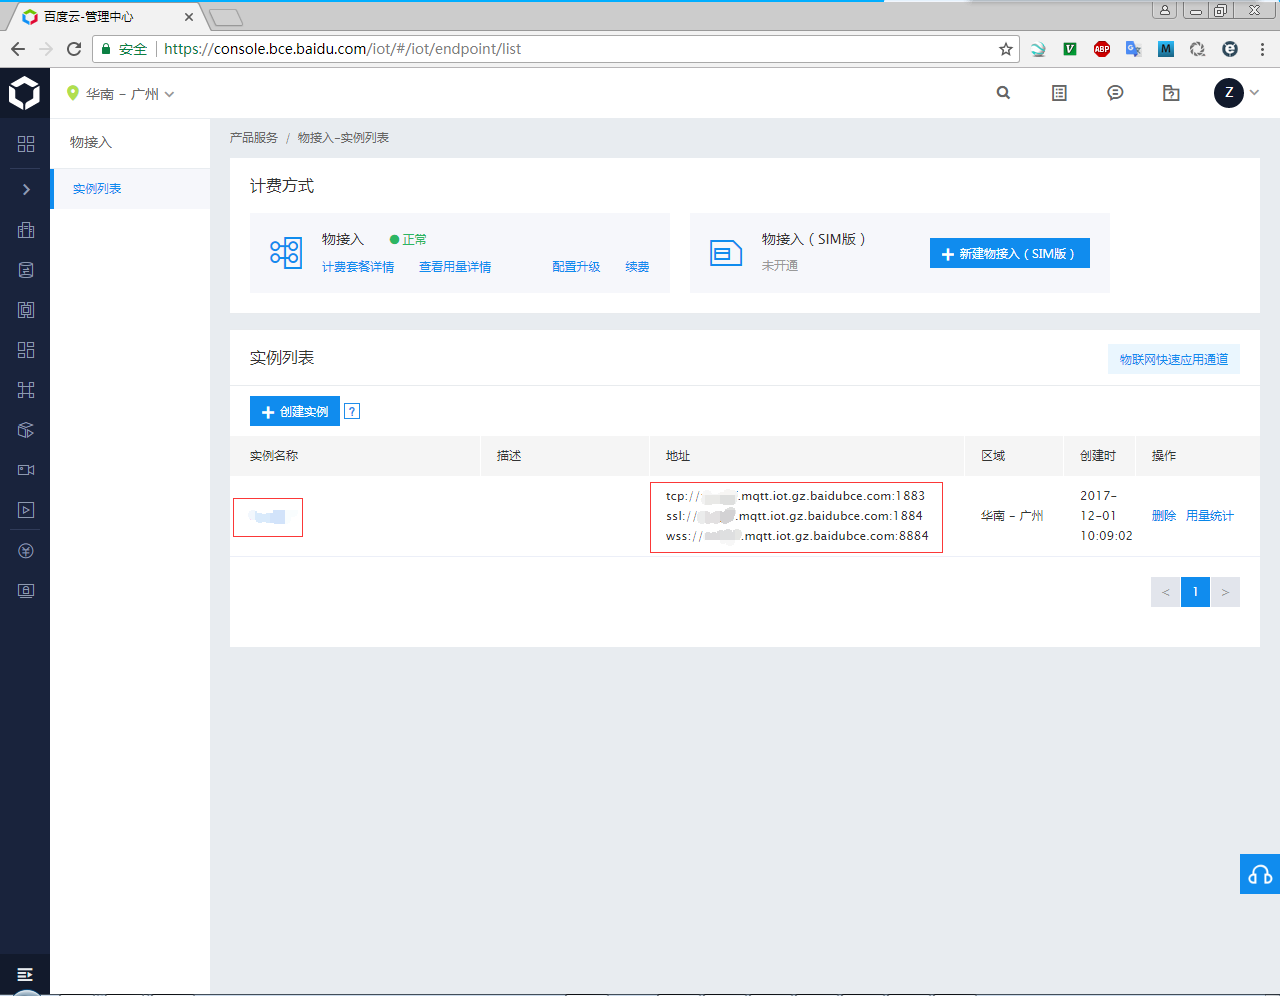 百度云-管理中心
安全
https://console.bce.baidu.com/iot/#/iot/endpoint/list
V
ABP
G
M
华南 - 广州
Z
物接入
实例列表
产品服务 / 物接入-实例列表
计费方式
物接入
正常
计费套餐详情
查看用量详情
配置升级
续费
物接入（SIM版）
未开通
新建物接入（SIM版）
实例列表
物联网快速应用通道
创建实例
?
实例名称
描述
地址
区域
创建时
操作
tcp://
.mqtt.iot.gz.baidubce.com:1883
ssl://
.mqtt.iot.gz.baidubce.com:1884
wss://
.mqtt.iot.gz.baidubce.com:8884
华南 - 广州
2017-
12-01
10:09:02
删除
用量统计
<
1
>